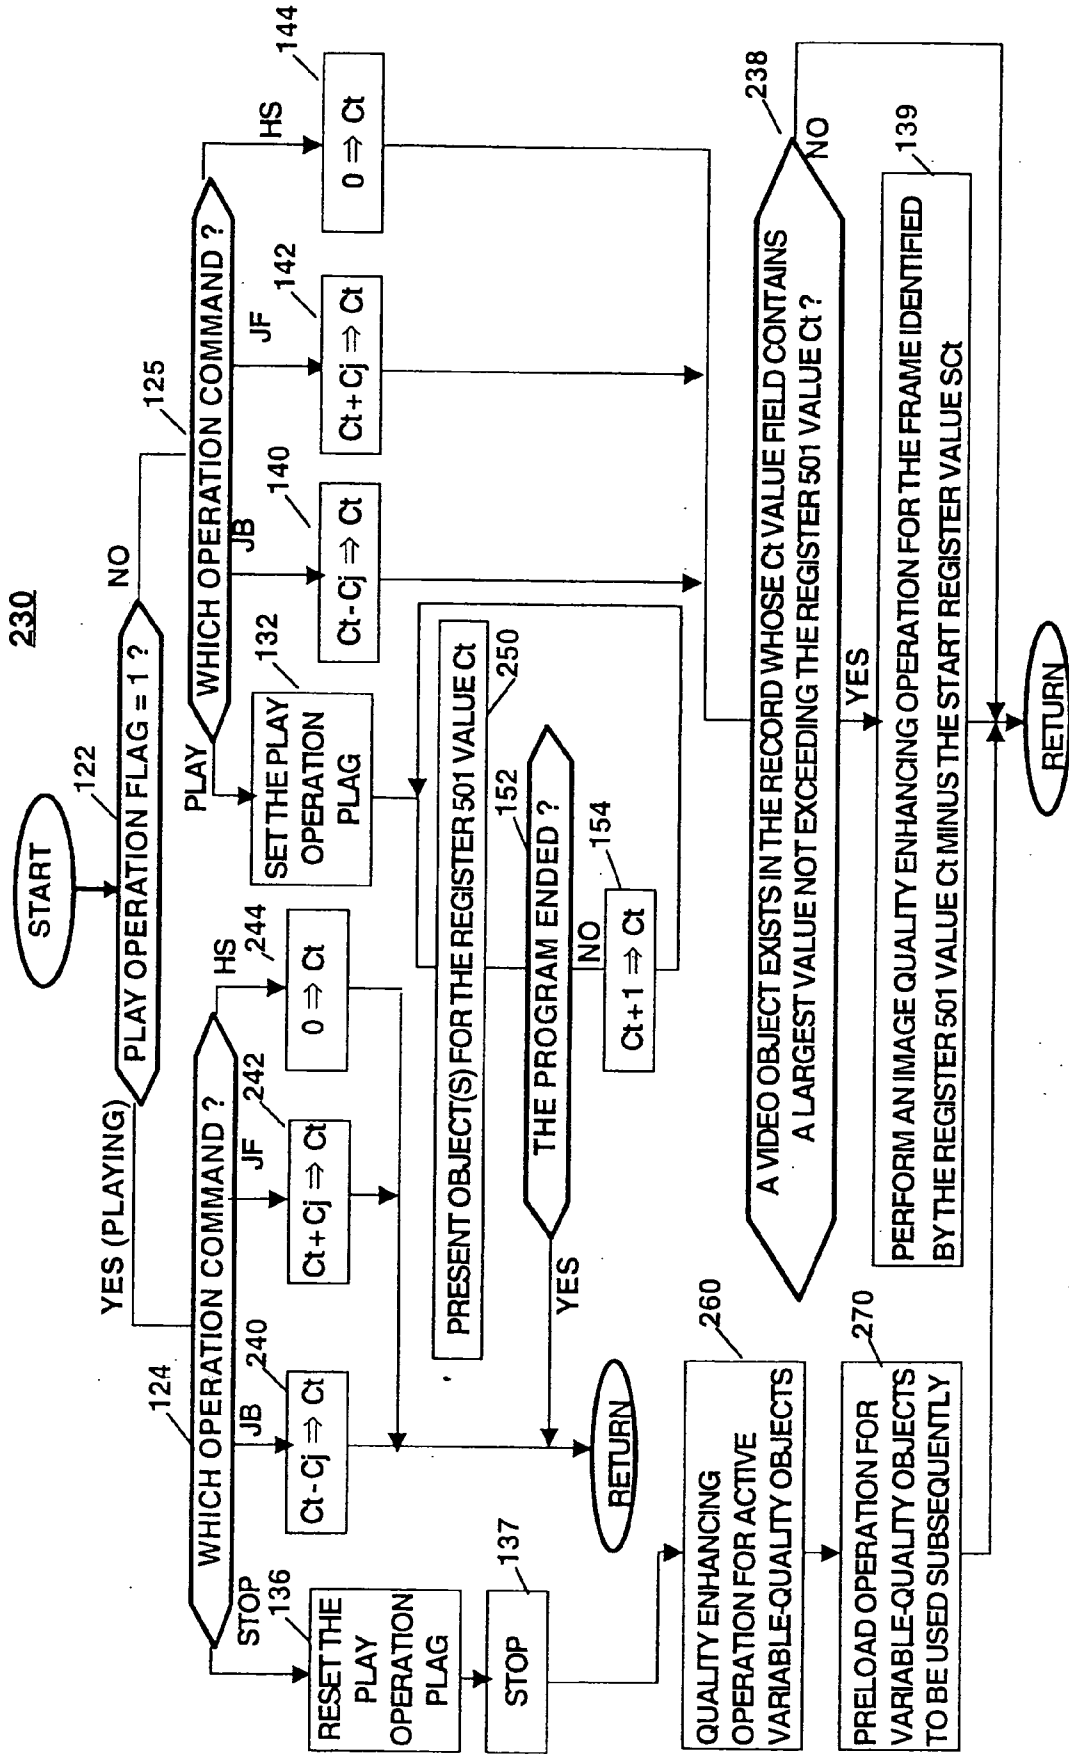 230
START
122
PLAY OPERATION FLAG = 1 ?
YES (PLAYING)
NO
124
WHICH OPERATION COMMAND ?
125
WHICH OPERATION COMMAND ?
STOP
JB
JF
HS
PLAY
JB
JF
HS
136
RESET THE
PLAY
OPERATION
PLAG
240
Ct - Cj ⇒ Ct
242
Ct + Cj ⇒ Ct
244
0 ⇒ Ct
132
SET THE PLAY
OPERATION
PLAG
140
Ct - Cj ⇒ Ct
142
Ct + Cj ⇒ Ct
144
0 ⇒ Ct
137
STOP
PRESENT OBJECT(S) FOR THE REGISTER 501 VALUE Ct
250
152
THE PROGRAM ENDED ?
YES
NO
154
Ct + 1 ⇒ Ct
RETURN
260
QUALITY ENHANCING
OPERATION FOR ACTIVE
VARIABLE-QUALITY OBJECTS
270
PRELOAD OPERATION FOR
VARIABLE-QUALITY OBJECTS
TO BE USED SUBSEQUENTLY
238
A VIDEO OBJECT EXISTS IN THE RECORD WHOSE Ct VALUE FIELD CONTAINS
A LARGEST VALUE NOT EXCEEDING THE REGISTER 501 VALUE Ct ?
NO
YES
139
PERFORM AN IMAGE QUALITY ENHANCING OPERATION FOR THE FRAME IDENTIFIED
BY THE REGISTER 501 VALUE Ct MINUS THE START REGISTER VALUE SCt
RETURN